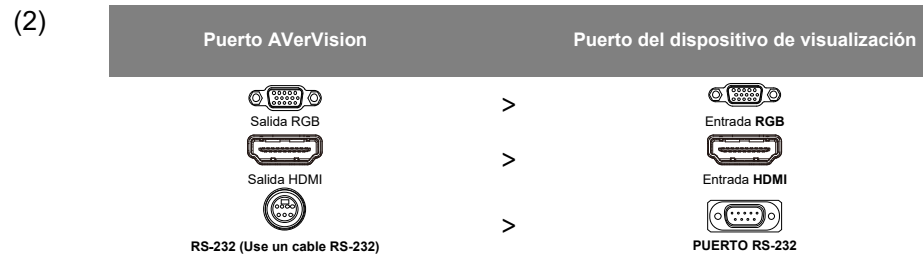 (2)
Puerto AVerVision Puerto del dispositivo de visualización
> 
Salida RGB Entrada RGB
>
Salida HDMI Entrada HDMI
>
RS-232 (Use un cable RS-232) PUERTO RS-232